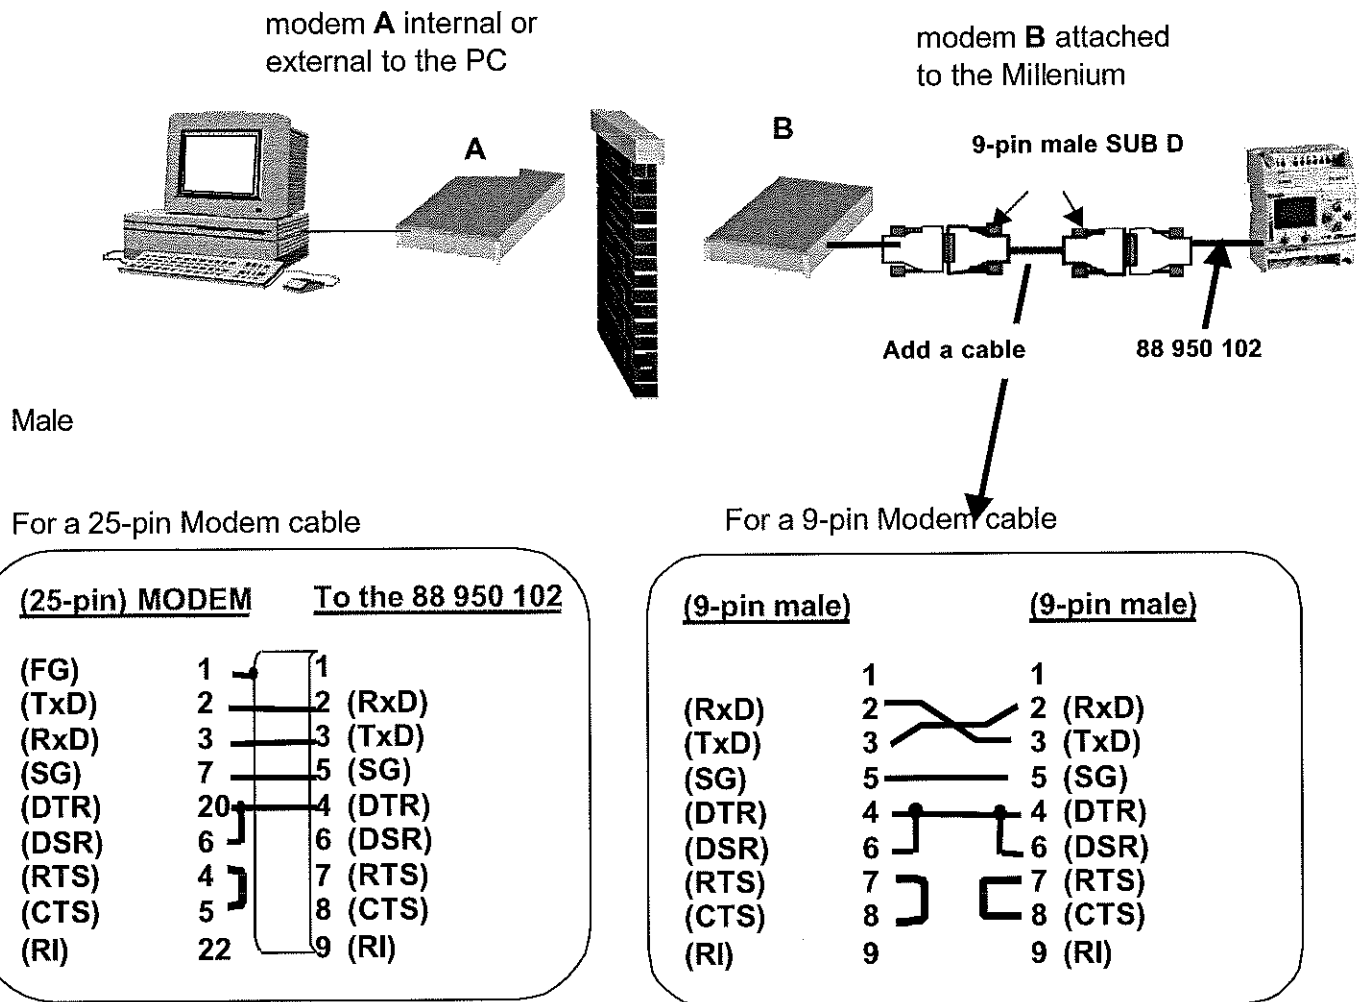 modem A internal or
external to the PC
modem B attached
to the Millenium
A
B
9-pin male SUB D
Add a cable
88 950 102
Male
For a 25-pin Modem cable
For a 9-pin Modem cable
(25-pin) MODEM To the 88 950 102
(FG) 1 1
(TxD) 2 2 (RxD)
(RxD) 3 3 (TxD)
(SG) 7 5 (SG)
(DTR) 20 4 (DTR)
(DSR) 6 6 (DSR)
(RTS) 4 7 (RTS)
(CTS) 5 8 (CTS)
(RI) 22 9 (RI)
(9-pin male) (9-pin male)
1 1
(RxD) 2 2 (RxD)
(TxD) 3 3 (TxD)
(SG) 5 5 (SG)
(DTR) 4 4 (DTR)
(DSR) 6 6 (DSR)
(RTS) 7 7 (RTS)
(CTS) 8 8 (CTS)
(RI) 9 9 (RI)